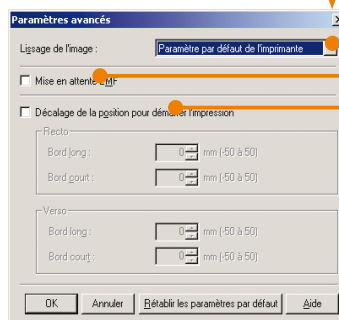 Paramètres avancés
Lissage de l'image : Paramètre par défaut de l'imprimante
Mise en attente EMF
Décalage de la position pour démarrer l'impression
Recto
Bord long : 0 mm (-50 à 50)
Bord court : 0 mm (-50 à 50)
Verso
Bord long : 0 mm (-50 à 50)
Bord court : 0 mm (-50 à 50)
OK Annuler Rétablir les paramètres par défaut Aide